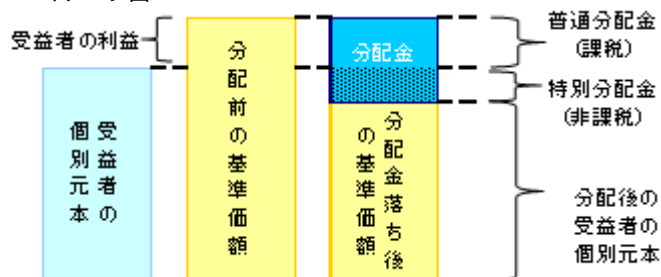 受益者の利益
受益者の
個別元本
分配前の基準価額
分配金
分配金落ち後
の基準価額
普通分配金
(課税)
特別分配金
(非課税)
分配後の
受益者の
個別元本